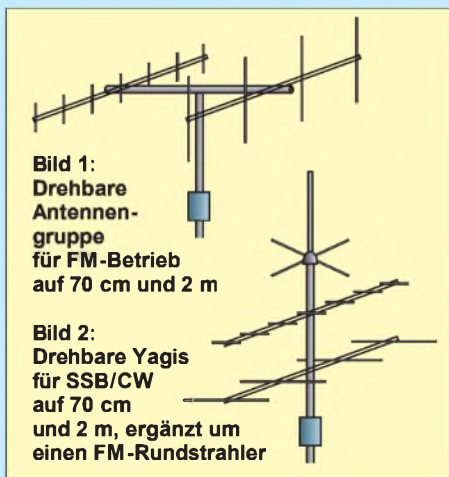 Bild 1:
Drehbare
Antennen-
gruppe
für FM-Betrieb
auf 70 cm und 2 m
Bild 2:
Drehbare Yagis
für SSB/CW
auf 70 cm
und 2 m, ergänzt um
einen FM-Rundstrahler